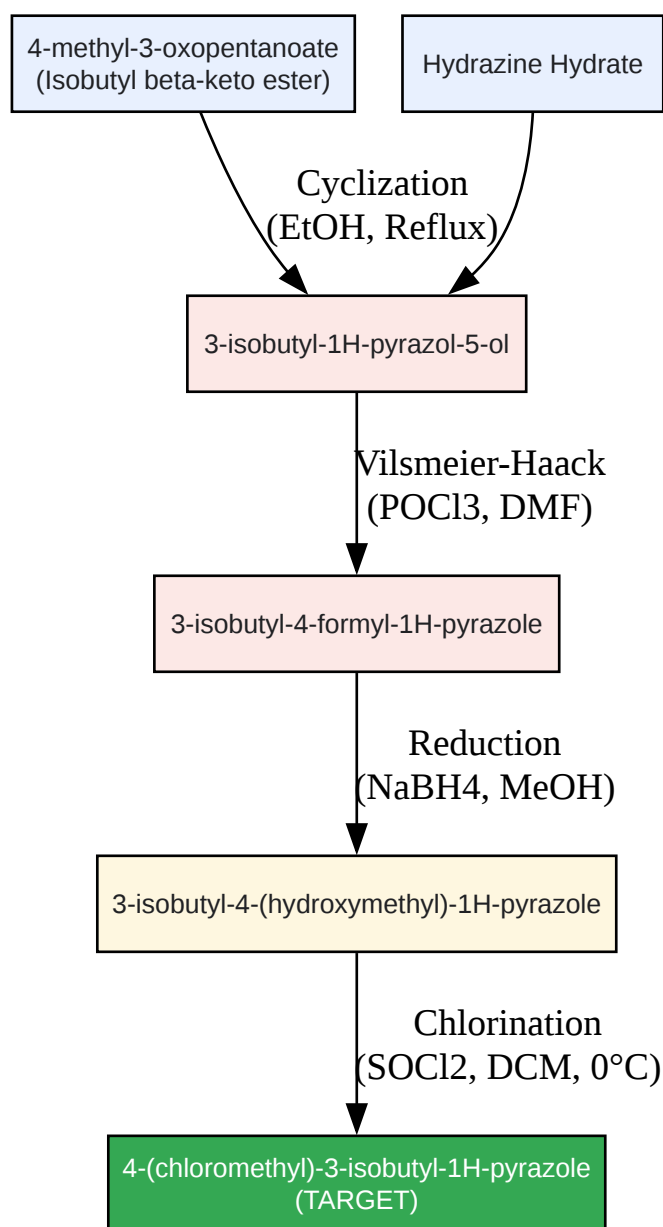 4-methyl-3-oxopentanoate
(Isobutyl beta-keto ester)
Hydrazine Hydrate
Cyclization
(EtOH, Reflux)
3-isobutyl-1H-pyrazol-5-ol
Vilsmeier-Haack
(POCl3, DMF)
3-isobutyl-4-formyl-1H-pyrazole
Reduction
(NaBH4, MeOH)
3-isobutyl-4-(hydroxymethyl)-1H-pyrazole
Chlorination
(SOCl2, DCM, 0°C)
4-(chloromethyl)-3-isobutyl-1H-pyrazole
(TARGET)